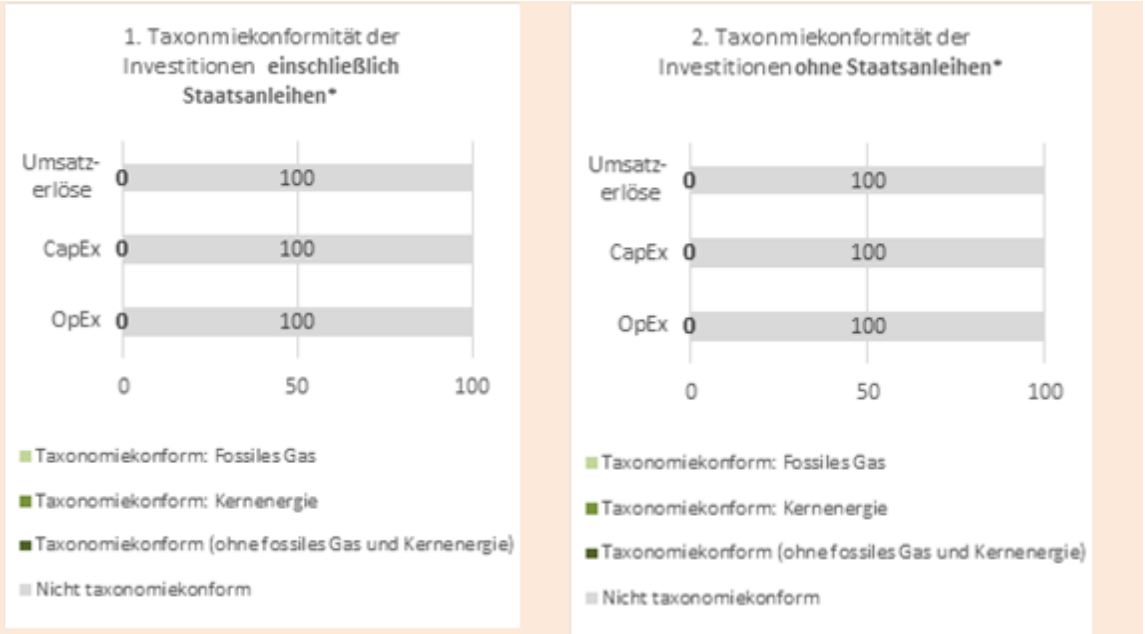 1. Taxonmiekonformität der
Investitionen einschließlich
Staatsanleihen*
Umsatz-
erlöse
0
100
CapEx
0
100
OpEx
0
100
0
50
100
Taxonomiekonform: Fossiles Gas
Taxonomiekonform: Kernenergie
Taxonomiekonform (ohne fossiles Gas und Kernenergie)
Nicht taxonomiekonform
2. Taxonmiekonformität der
Investitionen ohne Staatsanleihen*
Umsatz-
erlöse
0
100
CapEx
0
100
OpEx
0
100
0
50
100
Taxonomiekonform: Fossiles Gas
Taxonomiekonform: Kernenergie
Taxonomiekonform (ohne fossiles Gas und Kernenergie)
Nicht taxonomiekonform